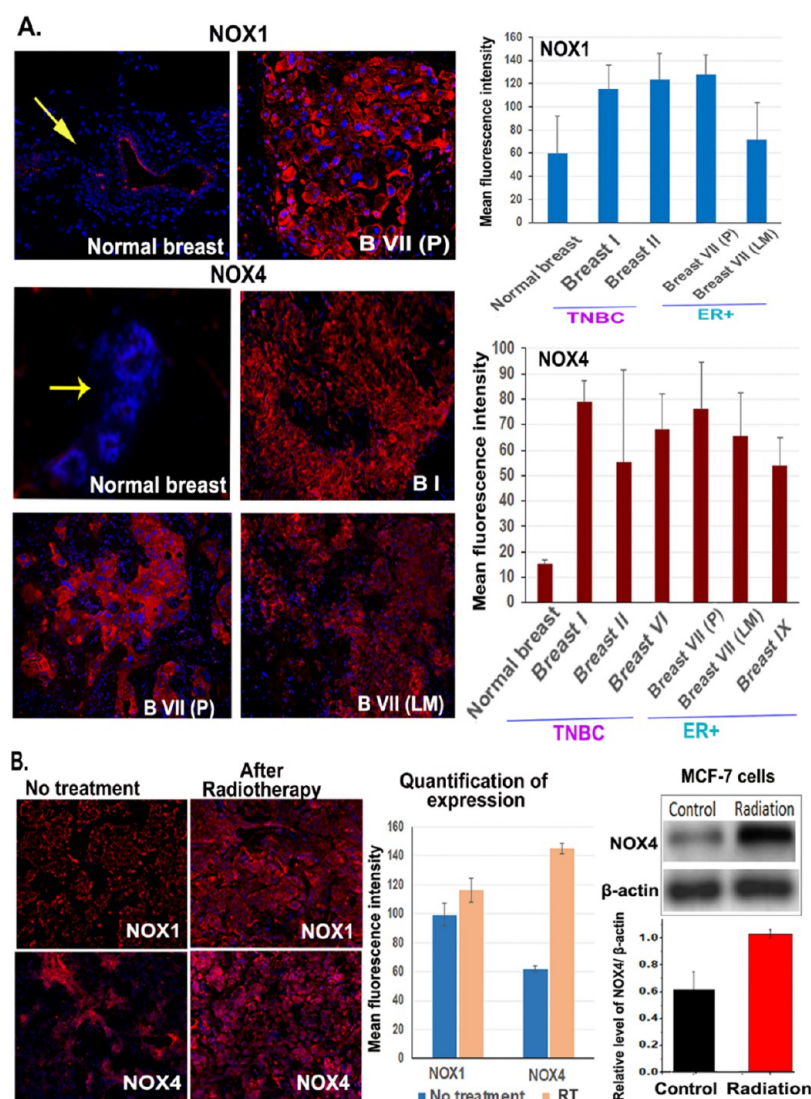 A.
NOX1
Normal breast
B VII (P)
NOX4
Normal breast
B I
B VII (P)
B VII (LM)
NOX1
Mean fluorescence intensity
160
140
120
100
80
60
40
20
0
Normal breast
Breast I
Breast II
Breast VII (P)
Breast VII (LM)
TNBC
ER+
NOX4
Mean fluorescence intensity
100
90
80
70
60
50
40
30
20
10
0
Normal breast
Breast I
Breast II
Breast VI
Breast VII (P)
Breast VII (LM)
Breast IX
TNBC
ER+
B.
No treatment
After
Radiotherapy
NOX1
NOX1
NOX4
NOX4
Quantification of
expression
Mean fluorescence intensity
160
140
120
100
80
60
40
20
0
NOX1
NOX4
No treatment
RT
MCF-7 cells
Control
Radiation
NOX4
β-actin
Relative level of NOX4/ β-actin
1.0
0.8
0.6
0.4
0.2
0.0
Control
Radiation